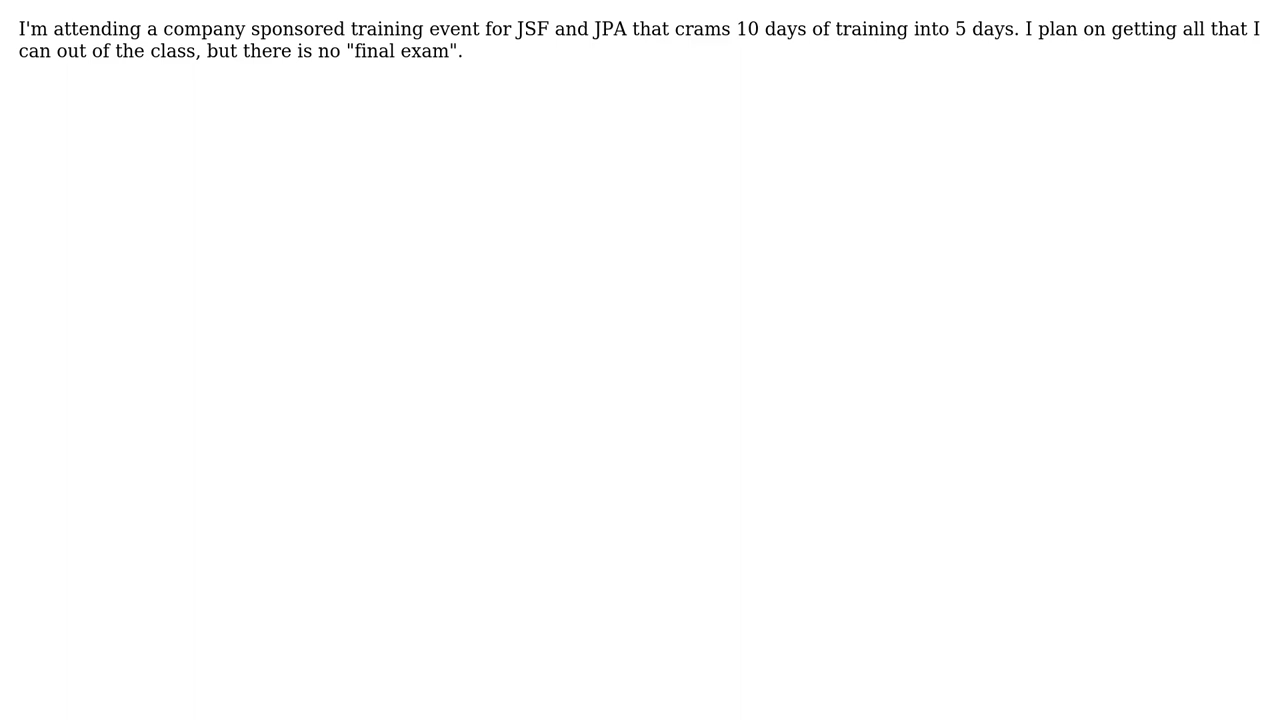 I'm attending a company sponsored training event for JSF and JPA that crams 10 days of training into 5 days. I plan on getting all that I
can out of the class, but there is no "final exam".